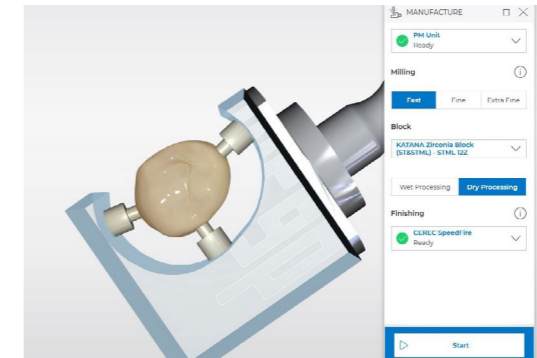 MANUFACTURE
PM Unit
Ready
Milling
Fast Fine Extra Fine
Block
KATANA Zirconia Block
(ST&STML) - STML 12Z
Wet Processing Dry Processing
Finishing
CEREC SpeedFire
Ready
Start